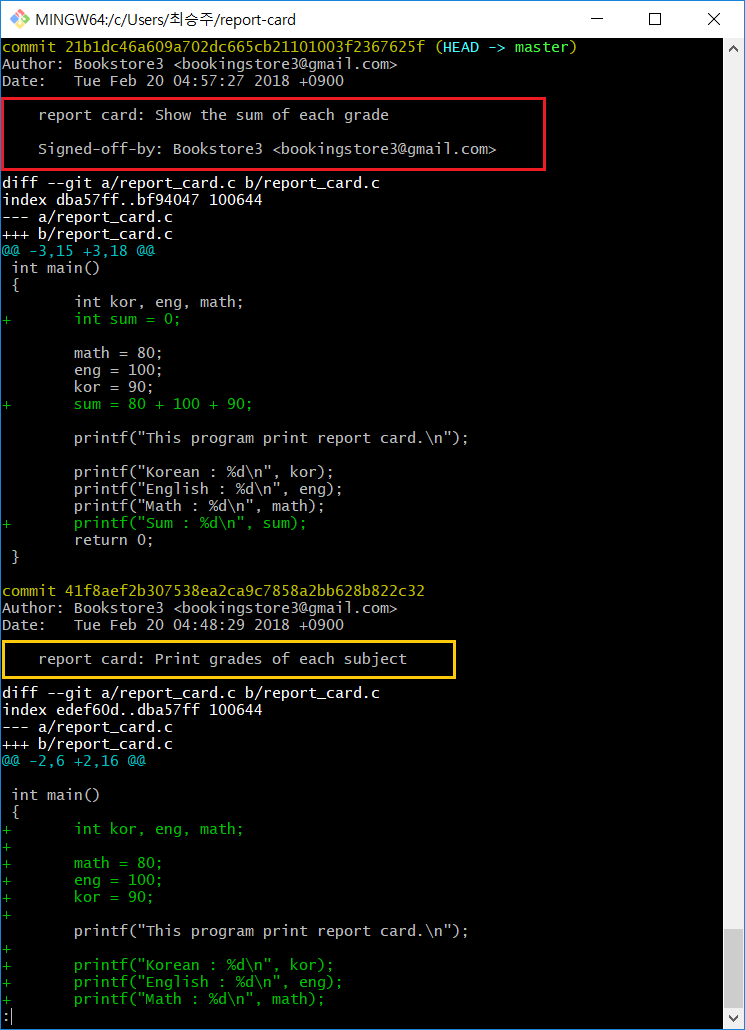 MINGW64:/c/Users/최승주/report-card
commit 21b1dc46a609a702dc665cb21101003f2367625f (HEAD -> master)
Author: Bookstore3 <bookingstore3@gmail.com>
Date:   Tue Feb 20 04:57:27 2018 +0900
    report card: Show the sum of each grade
    Signed-off-by: Bookstore3 <bookingstore3@gmail.com>
diff --git a/report_card.c b/report_card.c
index dba57ff..bf94047 100644
--- a/report_card.c
+++ b/report_card.c
@@ -3,15 +3,18 @@
 int main()
 {
        int kor, eng, math;
+       int sum = 0;
        math = 80;
        eng = 100;
        kor = 90;
+       sum = 80 + 100 + 90;
        printf("This program print report card.\n");
        printf("Korean : %d\n", kor);
        printf("English : %d\n", eng);
        printf("Math : %d\n", math);
+       printf("Sum : %d\n", sum);
        return 0;
 }
commit 41f8aef2b307538ea2ca9c7858a2bb628b822c32
Author: Bookstore3 <bookingstore3@gmail.com>
Date:   Tue Feb 20 04:48:29 2018 +0900
    report card: Print grades of each subject
diff --git a/report_card.c b/report_card.c
index edef60d..dba57ff 100644
--- a/report_card.c
+++ b/report_card.c
@@ -2,6 +2,16 @@
 int main()
 {
+       int kor, eng, math;
+
+       math = 80;
+       eng = 100;
+       kor = 90;
+
        printf("This program print report card.\n");
+
+       printf("Korean : %d\n", kor);
+       printf("English : %d\n", eng);
+       printf("Math : %d\n", math);
: